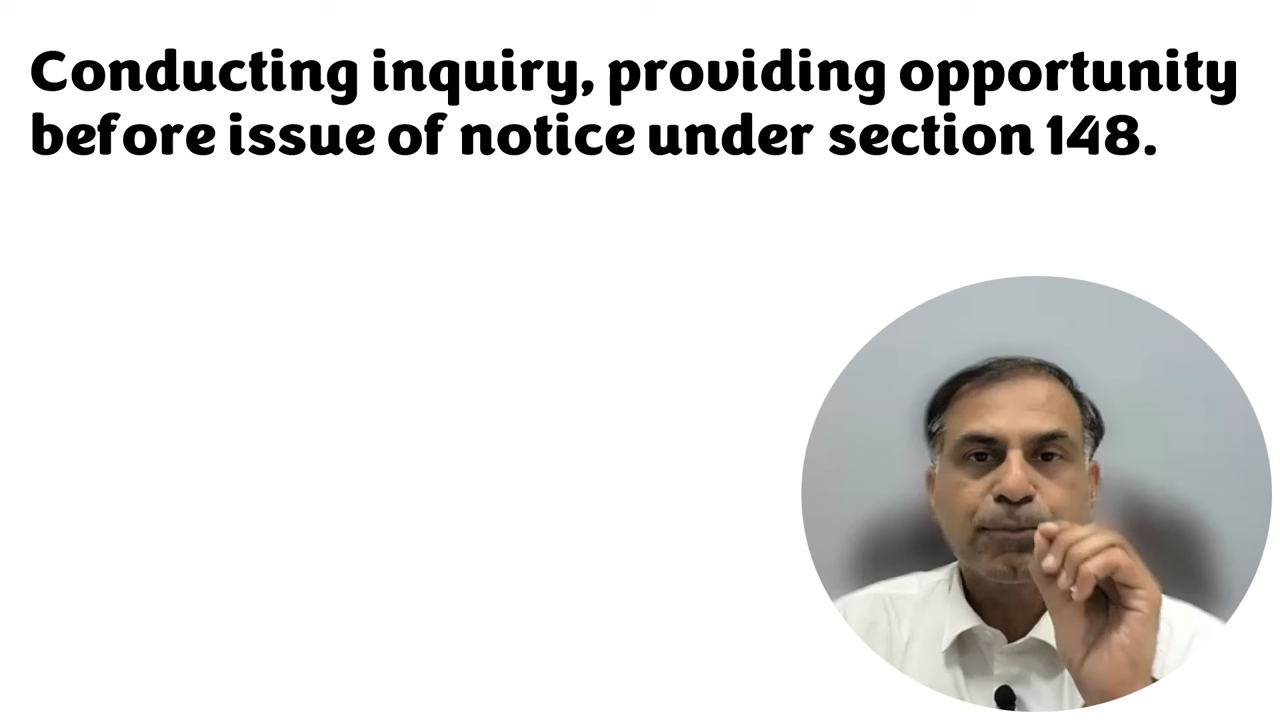 Conducting inquiry, providing opportunity
before issue of notice under section 148.